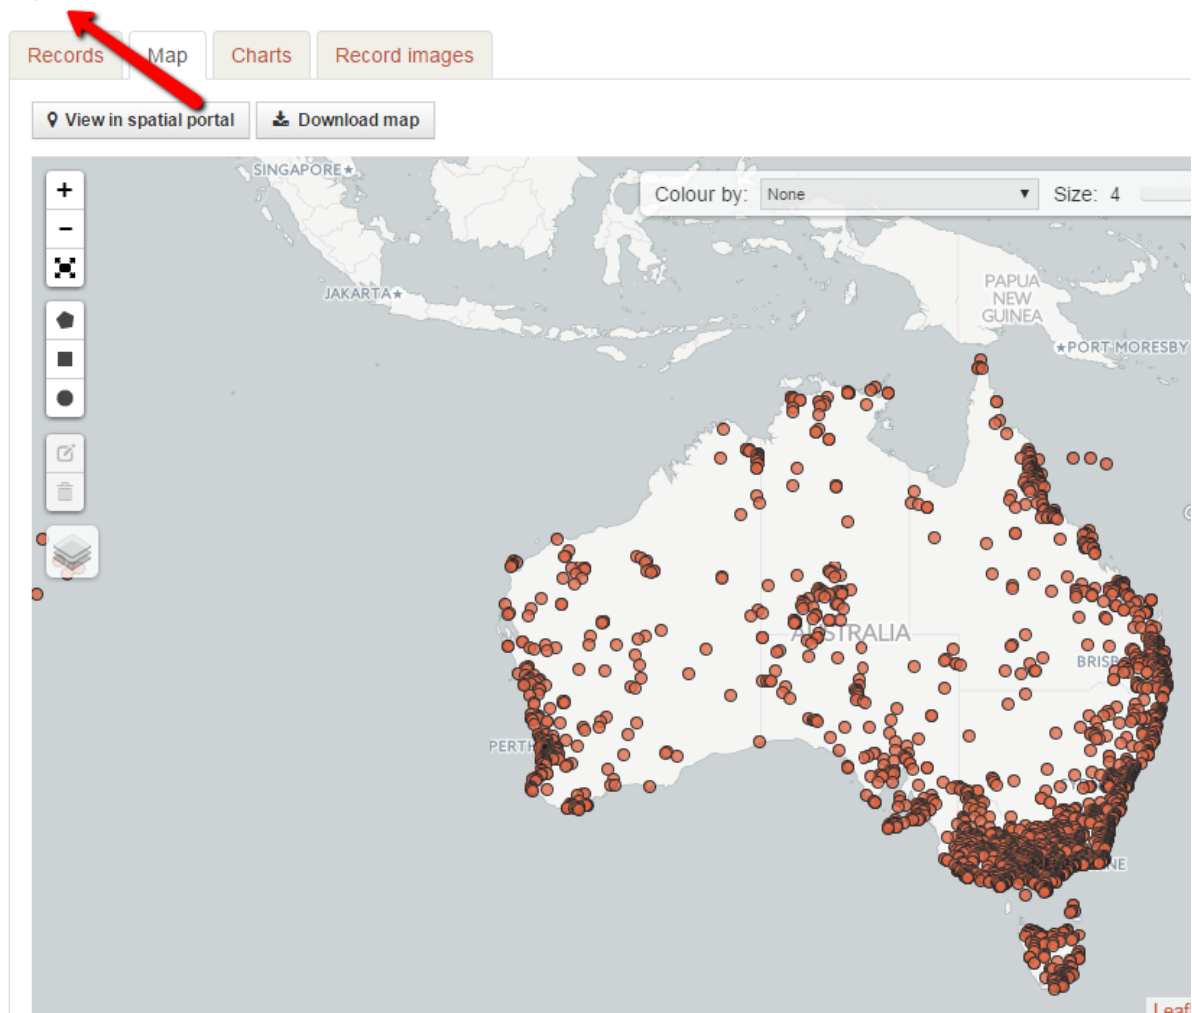 Records Map Charts Record images
View in spatial portal Download map
Colour by: None Size: 4
SINGAPORE
JAKARTA
PAPUA
NEW
GUINEA
PORT MORESBY
AUSTRALIA
PERTH